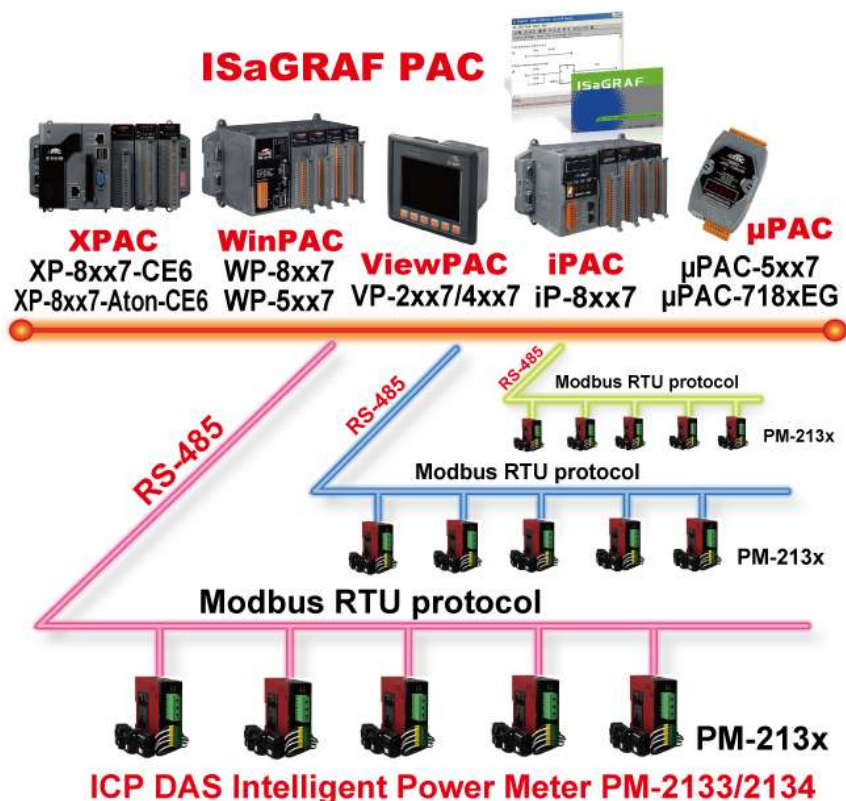 ISaGRAF PAC
ISaGRAF
XPAC
XP-8xx7-CE6
XP-8xx7-Aton-CE6
WinPAC
WP-8xx7
WP-5xx7
ViewPAC
VP-2xx7/4xx7
iPAC
iP-8xx7
µPAC
µPAC-5xx7
µPAC-718xEG
RS-485
Modbus RTU protocol
PM-213x
RS-485
Modbus RTU protocol
PM-213x
RS-485
Modbus RTU protocol
PM-213x
ICP DAS Intelligent Power Meter PM-2133/2134